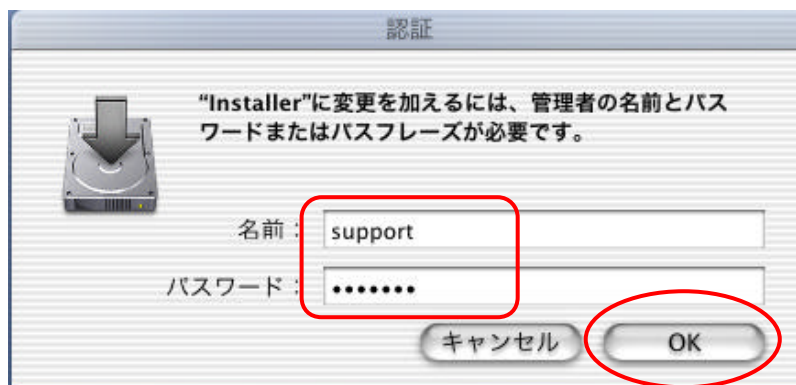 認証
“Installer”に変更を加えるには、管理者の名前とパス
ワードまたはパスフレーズが必要です。
名前：
support
パスワード：
•••••••
キャンセル
OK